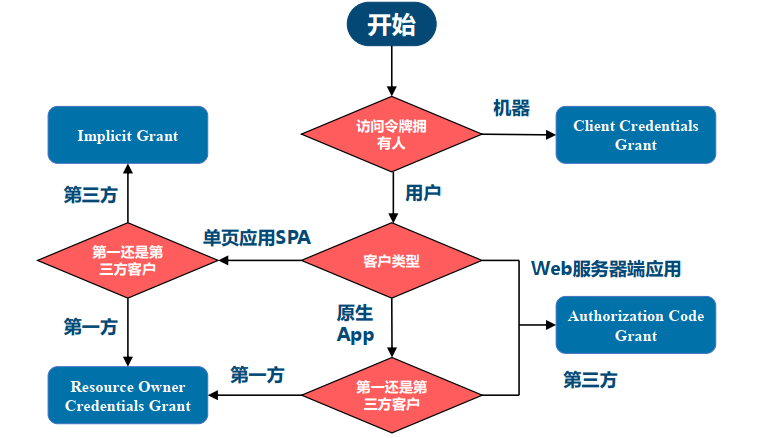 开始
访问令牌拥
有人
机器
Client Credentials
Grant
Implicit Grant
用户
第三方
单页应用SPA
第一还是第
三方客户
客户类型
Web服务器端应用
原生
App
Authorization Code
Grant
第一方
第一方
第三方
Resource Owner
Credentials Grant
第一还是第
三方客户